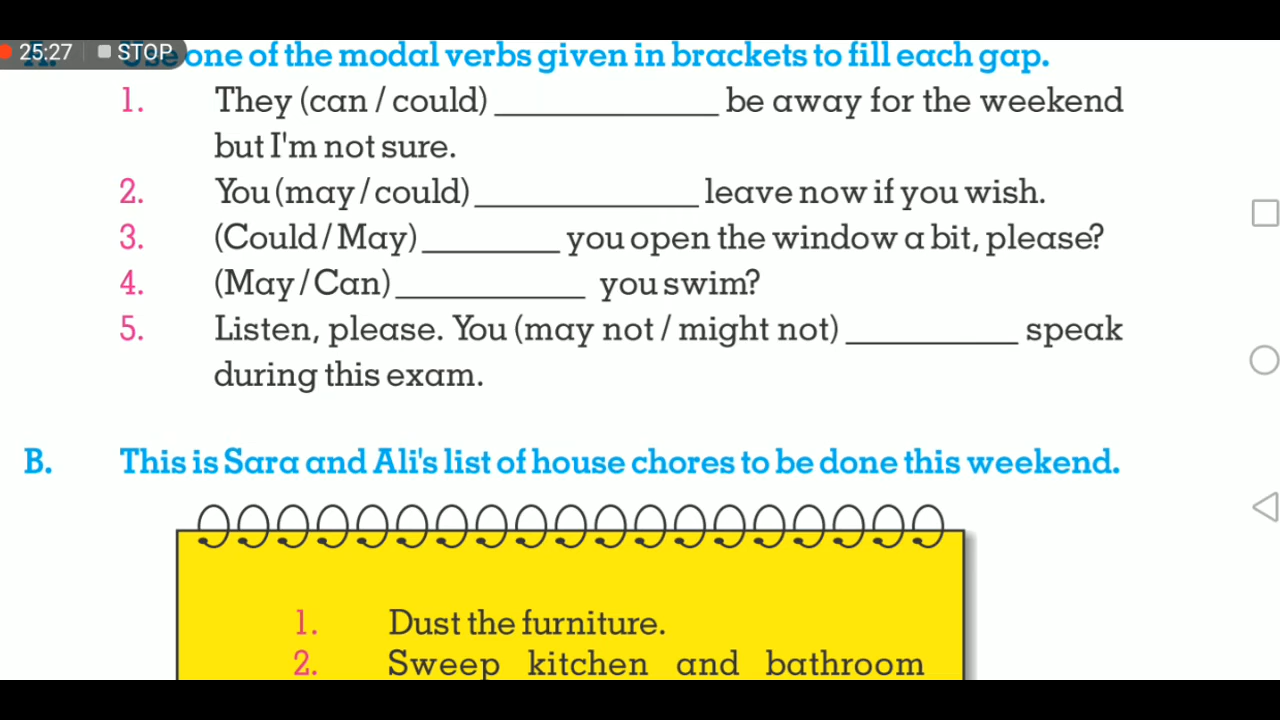 25:27 STOP
Use one of the modal verbs given in brackets to fill each gap.
1. They (can / could) ____________ be away for the weekend
but I'm not sure.
2. You (may / could) ____________ leave now if you wish.
3. (Could / May) ________ you open the window a bit, please?
4. (May / Can) __________ you swim?
5. Listen, please. You (may not / might not) _________ speak
during this exam.
B. This is Sara and Ali's list of house chores to be done this weekend.
1. Dust the furniture.
2. Sweep kitchen and bathroom